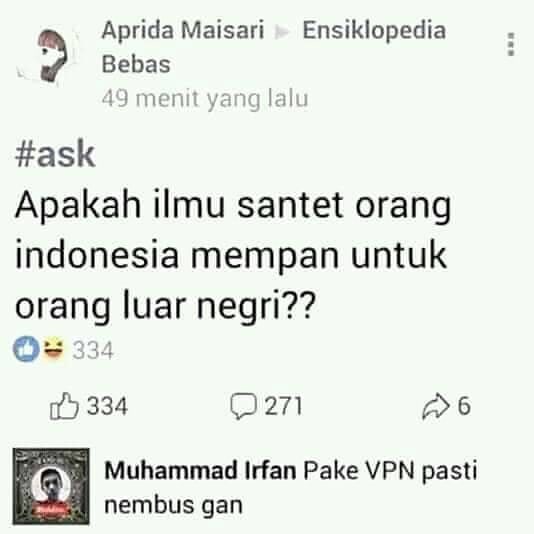 Aprida Maisari ▶ Ensiklopedia
Bebas
49 menit yang lalu
#ask
Apakah ilmu santet orang
indonesia mempan untuk
orang luar negri??
334
334 271 6
Muhammad Irfan Pake VPN pasti
nembus gan